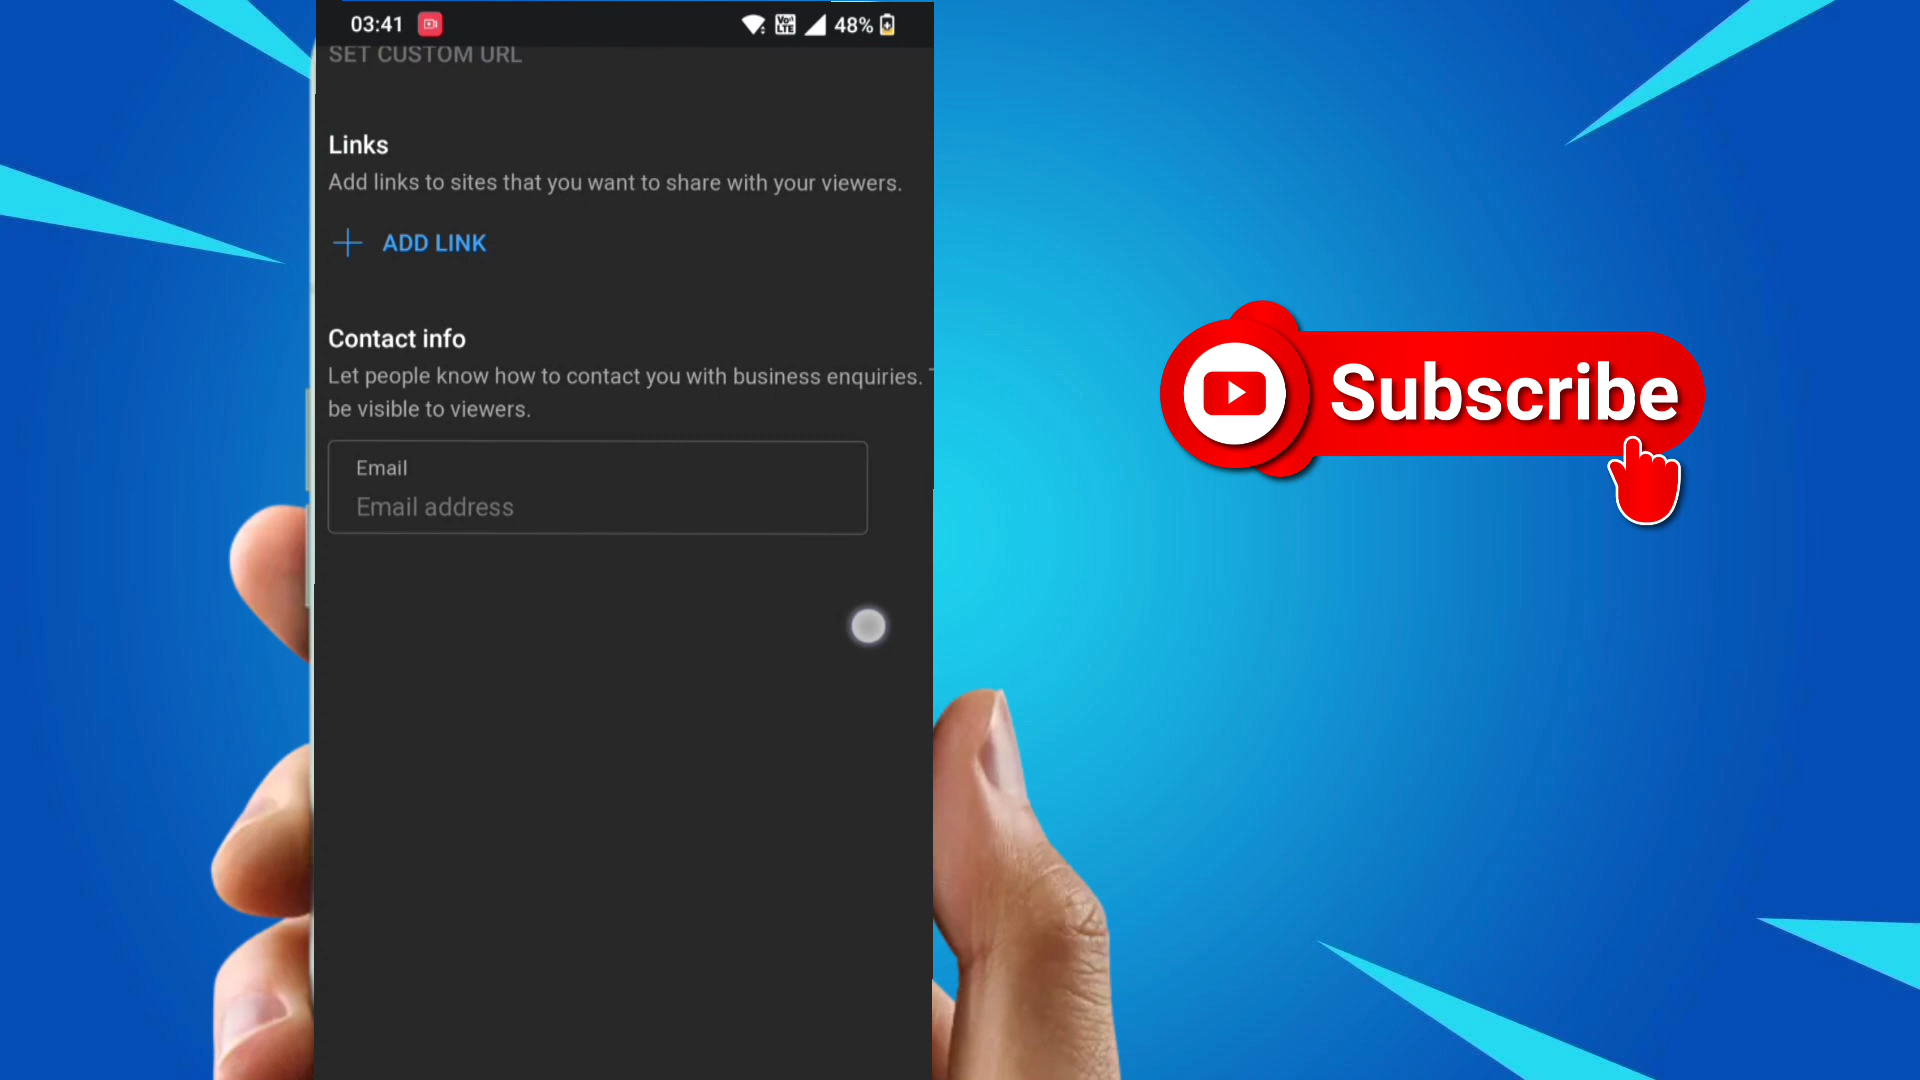 03:41
Vo LTE
48%
SET CUSTOM URL
Links
Add links to sites that you want to share with your viewers.
ADD LINK
Contact info
Let people know how to contact you with business enquiries.
be visible to viewers.
Email
Email address
Subscribe